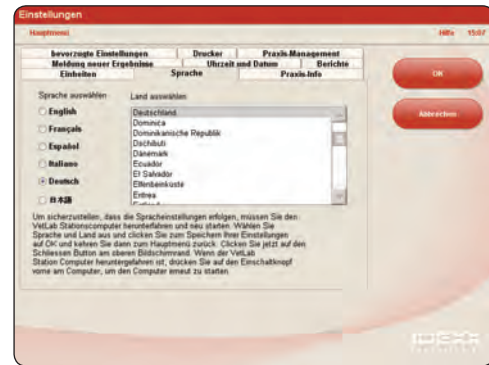 Einstellungen
Hauptmenü
Hilfe 15:07
bevorzugte Einstellungen
Drucker
Praxis-Management
Meldung neuer Ergebnisse
Uhrzeit und Datum
Berichte
Einheiten
Sprache
Praxis-Info
Sprache auswählen
Land auswählen
English
Français
Español
Italiano
Deutsch
日本語
Deutschland
Dominica
Dominikanische Republik
Dschibuti
Dänemark
Ecuador
El Salvador
Elfenbeinküste
Eritrea
OK
Abbrechen
Um sicherzustellen, dass die Spracheinstellungen erfolgen, müssen Sie den
VetLab Stationscomputer herunterfahren und neu starten. Wählen Sie
Sprache und Land aus und clicken Sie zum Speichern Ihrer Einstellungen
auf OK und kehren Sie dann zum Hauptmenü zurück. Clicken Sie jetzt auf den
Schliessen Button am oberen Bildschirmrand. Wenn der VetLab
Station Computer heruntergefahren ist, drücken Sie auf den Einschaltknopf
vorne am Computer, um den Computer erneut zu starten.
IDEXX